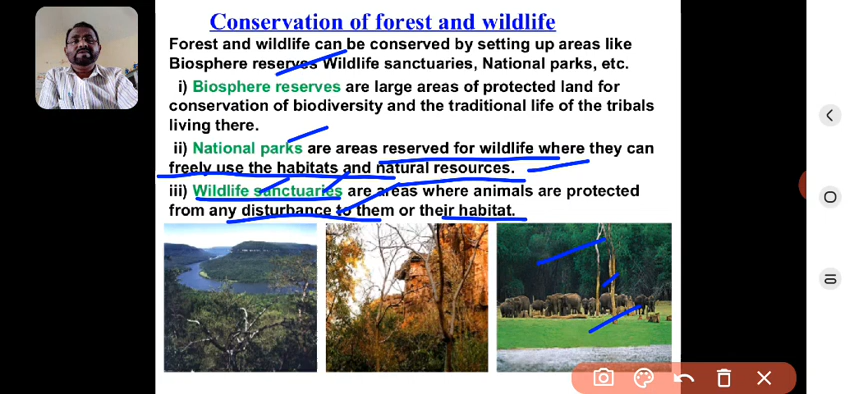 Conservation of forest and wildlife
Forest and wildlife can be conserved by setting up areas like
Biosphere reserves Wildlife sanctuaries, National parks, etc.
i) Biosphere reserves are large areas of protected land for
conservation of biodiversity and the traditional life of the tribals
living there.
ii) National parks are areas reserved for wildlife where they can
freely use the habitats and natural resources.
iii) Wildlife sanctuaries are areas where animals are protected
from any disturbance to them or their habitat.